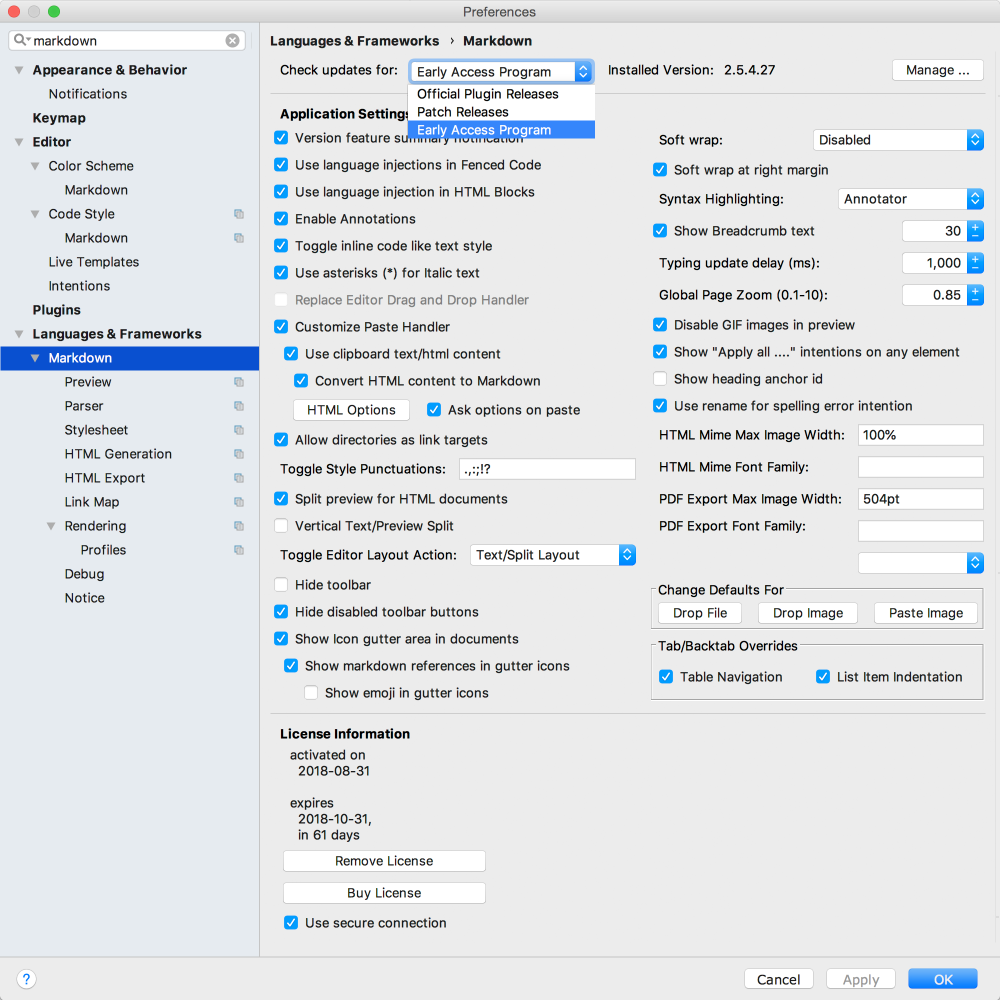 Preferences
markdown
Appearance & Behavior
Notifications
Keymap
Editor
Color Scheme
Markdown
Code Style
Markdown
Live Templates
Intentions
Plugins
Languages & Frameworks
Markdown
Preview
Parser
Stylesheet
HTML Generation
HTML Export
Link Map
Rendering
Profiles
Debug
Notice
Languages & Frameworks › Markdown
Check updates for: Early Access Program Installed Version: 2.5.4.27 Manage ...
Official Plugin Releases
Patch Releases
Early Access Program
Application Settings
Version feature summary notification
Use language injections in Fenced Code
Use language injection in HTML Blocks
Enable Annotations
Toggle inline code like text style
Use asterisks (*) for Italic text
Replace Editor Drag and Drop Handler
Customize Paste Handler
Use clipboard text/html content
Convert HTML content to Markdown
HTML Options Ask options on paste
Allow directories as link targets
Toggle Style Punctuations: .,:;!?
Split preview for HTML documents
Vertical Text/Preview Split
Toggle Editor Layout Action: Text/Split Layout
Hide toolbar
Hide disabled toolbar buttons
Show Icon gutter area in documents
Show markdown references in gutter icons
Show emoji in gutter icons
Soft wrap: Disabled
Soft wrap at right margin
Syntax Highlighting: Annotator
Show Breadcrumb text 30
Typing update delay (ms): 1,000
Global Page Zoom (0.1-10): 0.85
Disable GIF images in preview
Show "Apply all ...." intentions on any element
Show heading anchor id
Use rename for spelling error intention
HTML Mime Max Image Width: 100%
HTML Mime Font Family:
PDF Export Max Image Width: 504pt
PDF Export Font Family:
Change Defaults For
Drop File Drop Image Paste Image
Tab/Backtab Overrides
Table Navigation List Item Indentation
License Information
activated on
2018-08-31
expires
2018-10-31,
in 61 days
Remove License
Buy License
Use secure connection
? Cancel Apply OK